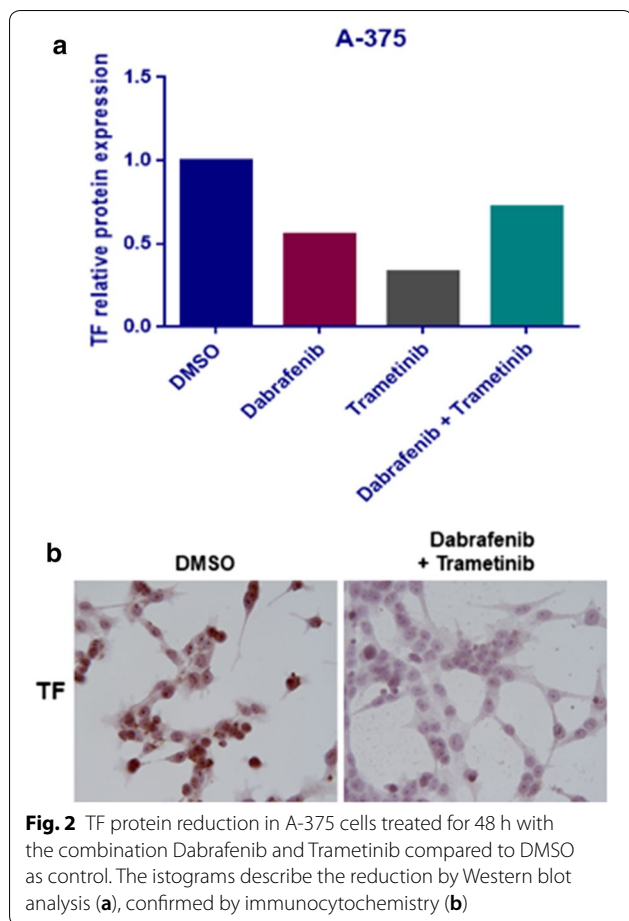 a
A-375
TF relative protein expression
1.5
1.0
0.5
0.0
DMSO
Dabrafenib
Trametinib
Dabrafenib + Trametinib
b
DMSO
Dabrafenib
+ Trametinib
TF
Fig. 2 TF protein reduction in A-375 cells treated for 48 h with
the combination Dabrafenib and Trametinib compared to DMSO
as control. The istograms describe the reduction by Western blot
analysis (a), confirmed by immunocytochemistry (b)